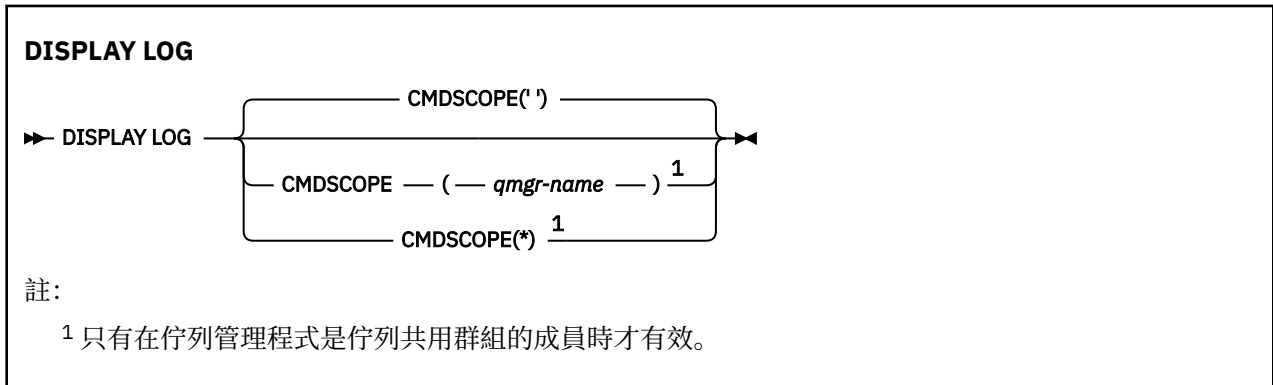 DISPLAY LOG
CMDSCOPE(' ')
DISPLAY LOG
CMDSCOPE ( qmgr-name ) 1
CMDSCOPE(*) 1
註:
1 只有在佇列管理程式是佇列共用群組的成員時才有效。